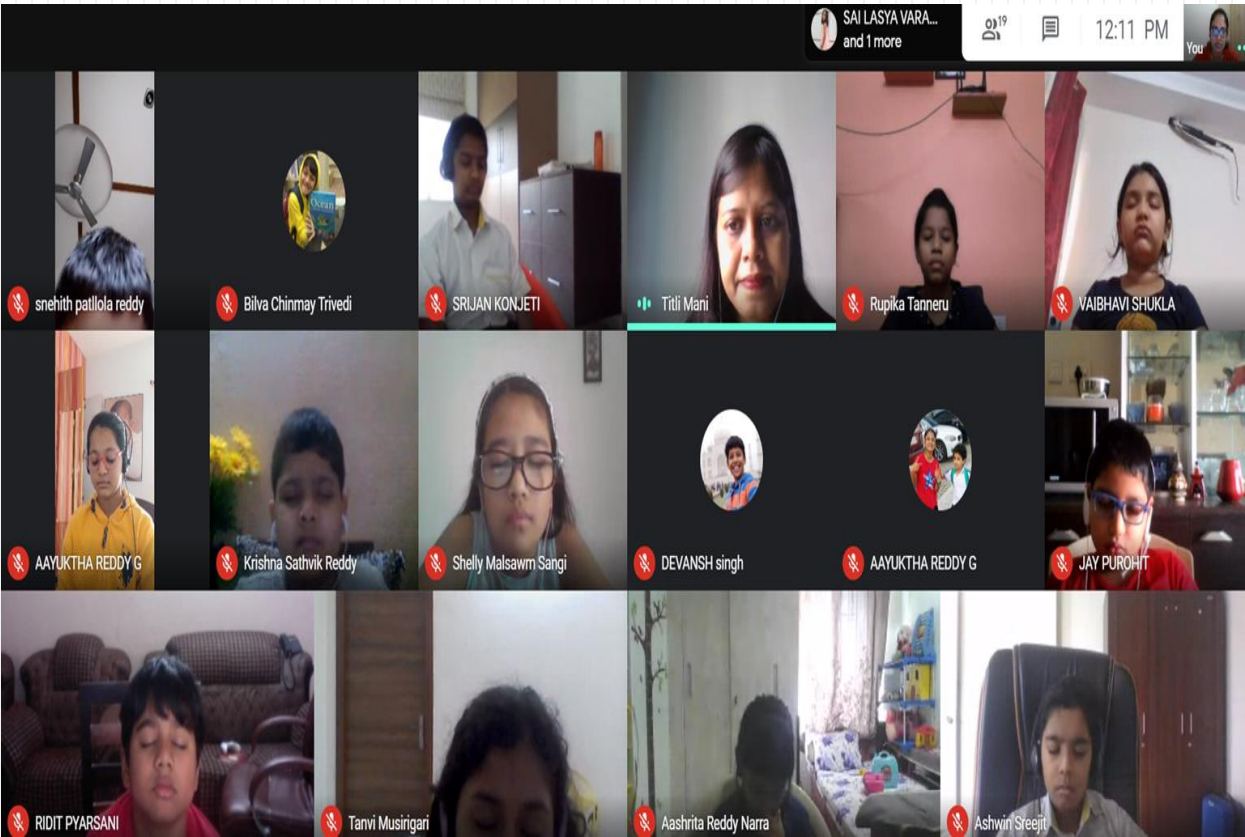 SAI LASYA VARA...
and 1 more
19
12:11 PM
You
snehith patllola reddy
Bilva Chinmay Trivedi
Ocean
SRIJAN KONJETI
Titli Mani
Rupika Tanneru
VAIBHAVI SHUKLA
AAYUKTHA REDDY G
Krishna Sathvik Reddy
Shelly Malsawm Sangi
DEVANSH singh
AAYUKTHA REDDY G
JAY PUROHIT
RIDIT PYARSANI
Tanvi Musirigari
Aashrita Reddy Narra
Ashwin Sreejit